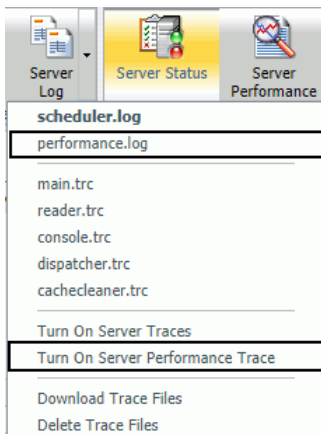 Server
Log
Server Status
Server
Performance
scheduler.log
performance.log
main.trc
reader.trc
console.trc
dispatcher.trc
cachecleaner.trc
Turn On Server Traces
Turn On Server Performance Trace
Download Trace Files
Delete Trace Files